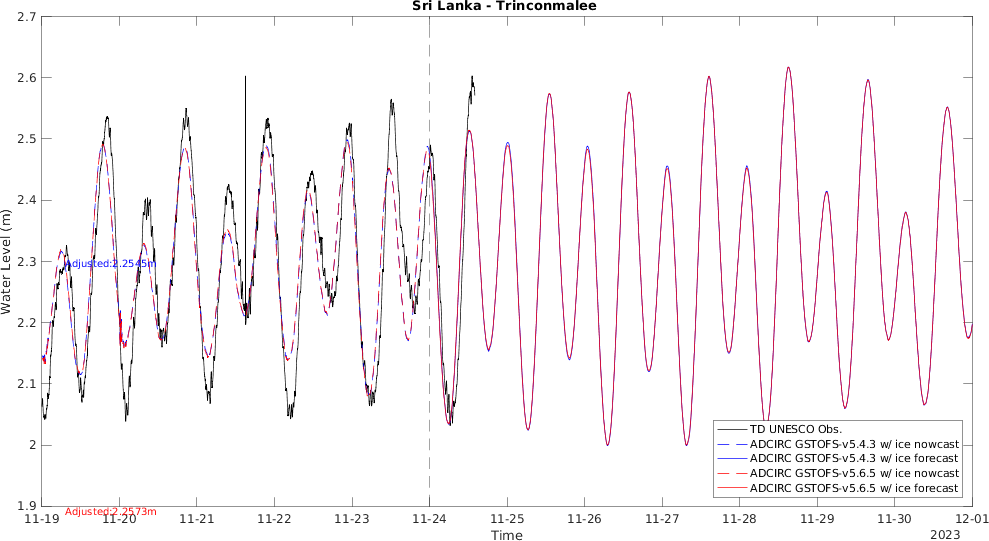 Sri Lanka - Trinconmalee
2.7
2.6
2.5
2.4
2.3
2.2
2.1
2
1.9
Water Level (m)
Adjusted:2.2545m
Adjusted:2.2573m
TD UNESCO Obs.
ADCIRC GSTOFS-v5.4.3 w/ ice nowcast
ADCIRC GSTOFS-v5.4.3 w/ ice forecast
ADCIRC GSTOFS-v5.6.5 w/ ice nowcast
ADCIRC GSTOFS-v5.6.5 w/ ice forecast
11-19 11-20 11-21 11-22 11-23 11-24 11-25 11-26 11-27 11-28 11-29 11-30 12-01
Time
2023